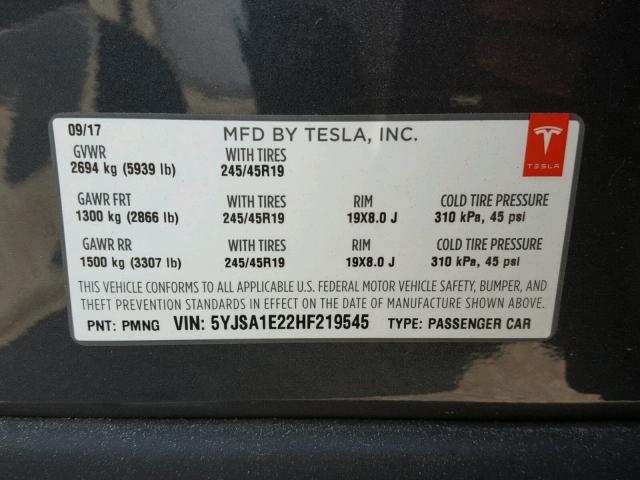 09/17 MFD BY TESLA, INC.
TESLA
GVWR WITH TIRES
2694 kg (5939 lb) 245/45R19
GAWR FRT WITH TIRES RIM COLD TIRE PRESSURE
1300 kg (2866 lb) 245/45R19 19X8.0 J 310 kPa, 45 psi
GAWR RR WITH TIRES RIM COLD TIRE PRESSURE
1500 kg (3307 lb) 245/45R19 19X8.0 J 310 kPa, 45 psi
THIS VEHICLE CONFORMS TO ALL APPLICABLE U.S. FEDERAL MOTOR VEHICLE SAFETY, BUMPER, AND
THEFT PREVENTION STANDARDS IN EFFECT ON THE DATE OF MANUFACTURE SHOWN ABOVE.
PNT: PMNG VIN: 5YJSA1E22HF219545 TYPE: PASSENGER CAR